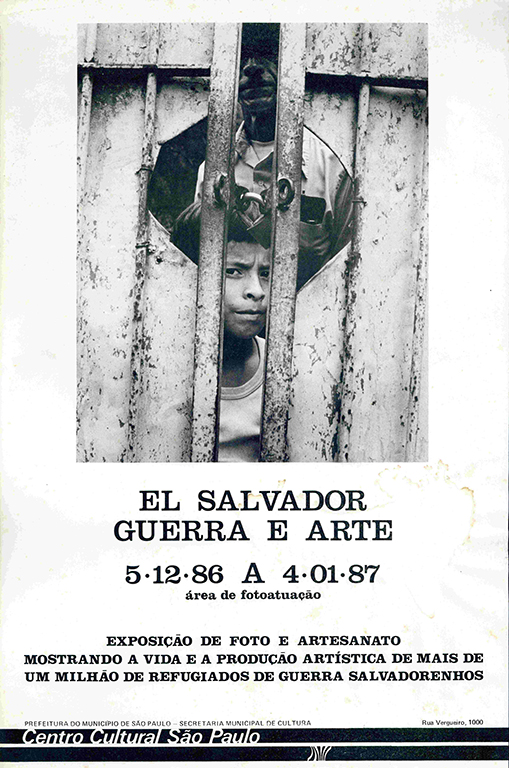 EL SALVADOR
GUERRA E ARTE
5·12·86 A 4·01·87
área de fotoatuação
EXPOSIÇÃO DE FOTO E ARTESANATO
MOSTRANDO A VIDA E A PRODUÇÃO ARTÍSTICA DE MAIS DE
UM MILHÃO DE REFUGIADOS DE GUERRA SALVADORENHOS
PREFEITURA DO MUNICÍPIO DE SÃO PAULO – SECRETARIA MUNICIPAL DE CULTURA Rua Vergueiro, 1000
Centro Cultural São Paulo